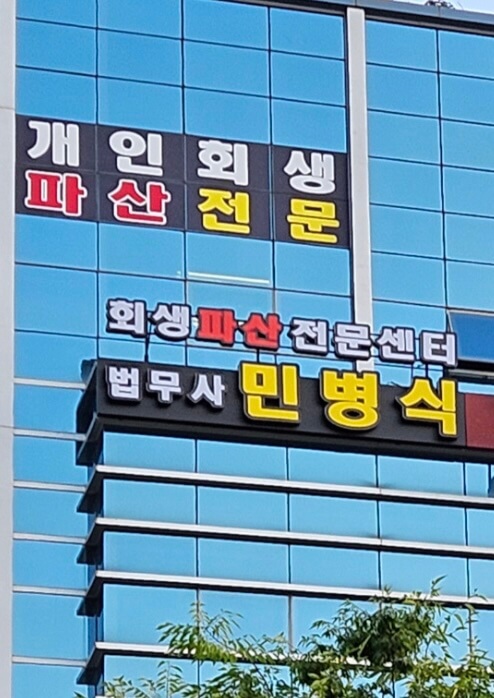 개인회생
파산전문
회생파산전문센터
법무사 민병식